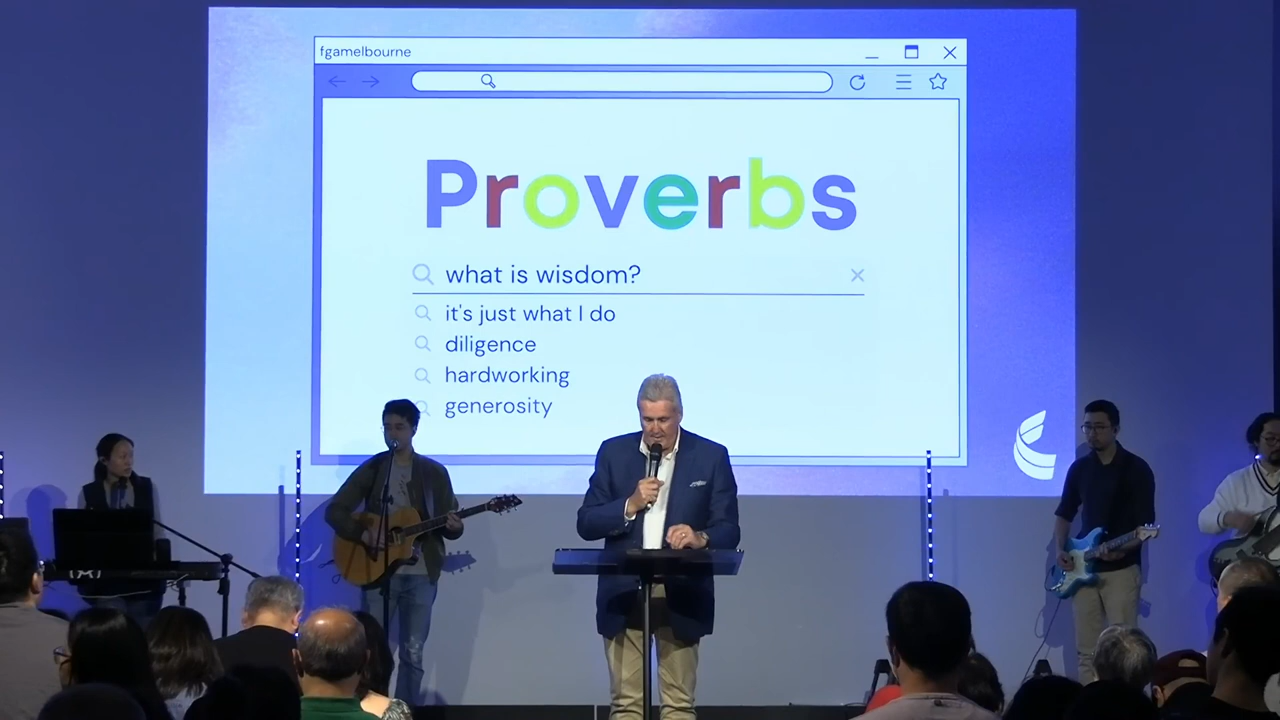 fgamelbourne
Proverbs
what is wisdom?
it's just what I do
diligence
hardworking
generosity